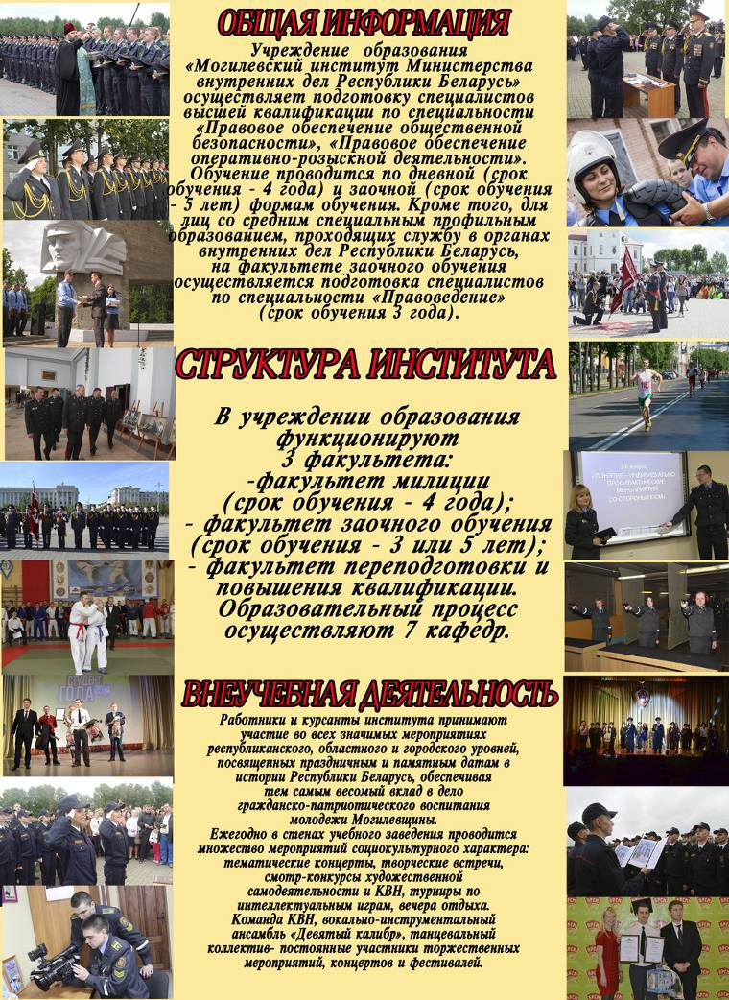 ОБЩАЯ ИНФОРМАЦИЯ
Учреждение образования
«Могилевский институт Министерства
внутренних дел Республики Беларусь»
осуществляет подготовку специалистов
высшей квалификации по специальности
«Правовое обеспечение общественной
безопасности», «Правовое обеспечение
оперативно-розыскной деятельности».
Обучение проводится по дневной (срок
обучения - 4 года) и заочной (срок обучения
- 5 лет) формам обучения. Кроме того, для
лиц со средним специальным профильным
образованием, проходящих службу в органах
внутренних дел Республики Беларусь,
на факультете заочного обучения
осуществляется подготовка специалистов
по специальности «Правоведение»
(срок обучения 3 года).
СТРУКТУРА ИНСТИТУТА
В учреждении образования
функционируют
3 факультета:
-факультет милиции
(срок обучения - 4 года);
- факультет заочного обучения
(срок обучения - 3 или 5 лет);
- факультет переподготовки и
повышения квалификации.
Образовательный процесс
осуществляют 7 кафедр.
ВНЕУЧЕБНАЯ ДЕЯТЕЛЬНОСТЬ
Работники и курсанты института принимают
участие во всех значимых мероприятиях
республиканского, областного и городского уровней,
посвященных праздничным и памятным датам в
истории Республики Беларусь, обеспечивая
тем самым весомый вклад в дело
гражданско-патриотического воспитания
молодежи Могилевщины.
Ежегодно в стенах учебного заведения проводится
множество мероприятий социокультурного характера:
тематические концерты, творческие встречи,
смотр-конкурсы художественной
самодеятельности и КВН, турниры по
интеллектуальным играм, вечера отдыха.
Команда КВН, вокально-инструментальный
ансамбль «Девятый калибр», танцевальный
коллектив- постоянные участники торжественных
мероприятий, концертов и фестивалей.
СТУДЕНТ
ГОДА
ПРОФИЛАКТИЧЕСКИЕ
МЕРОПРИЯТИЯ
СО СТОРОНЫ ППСМ»
БРСМ